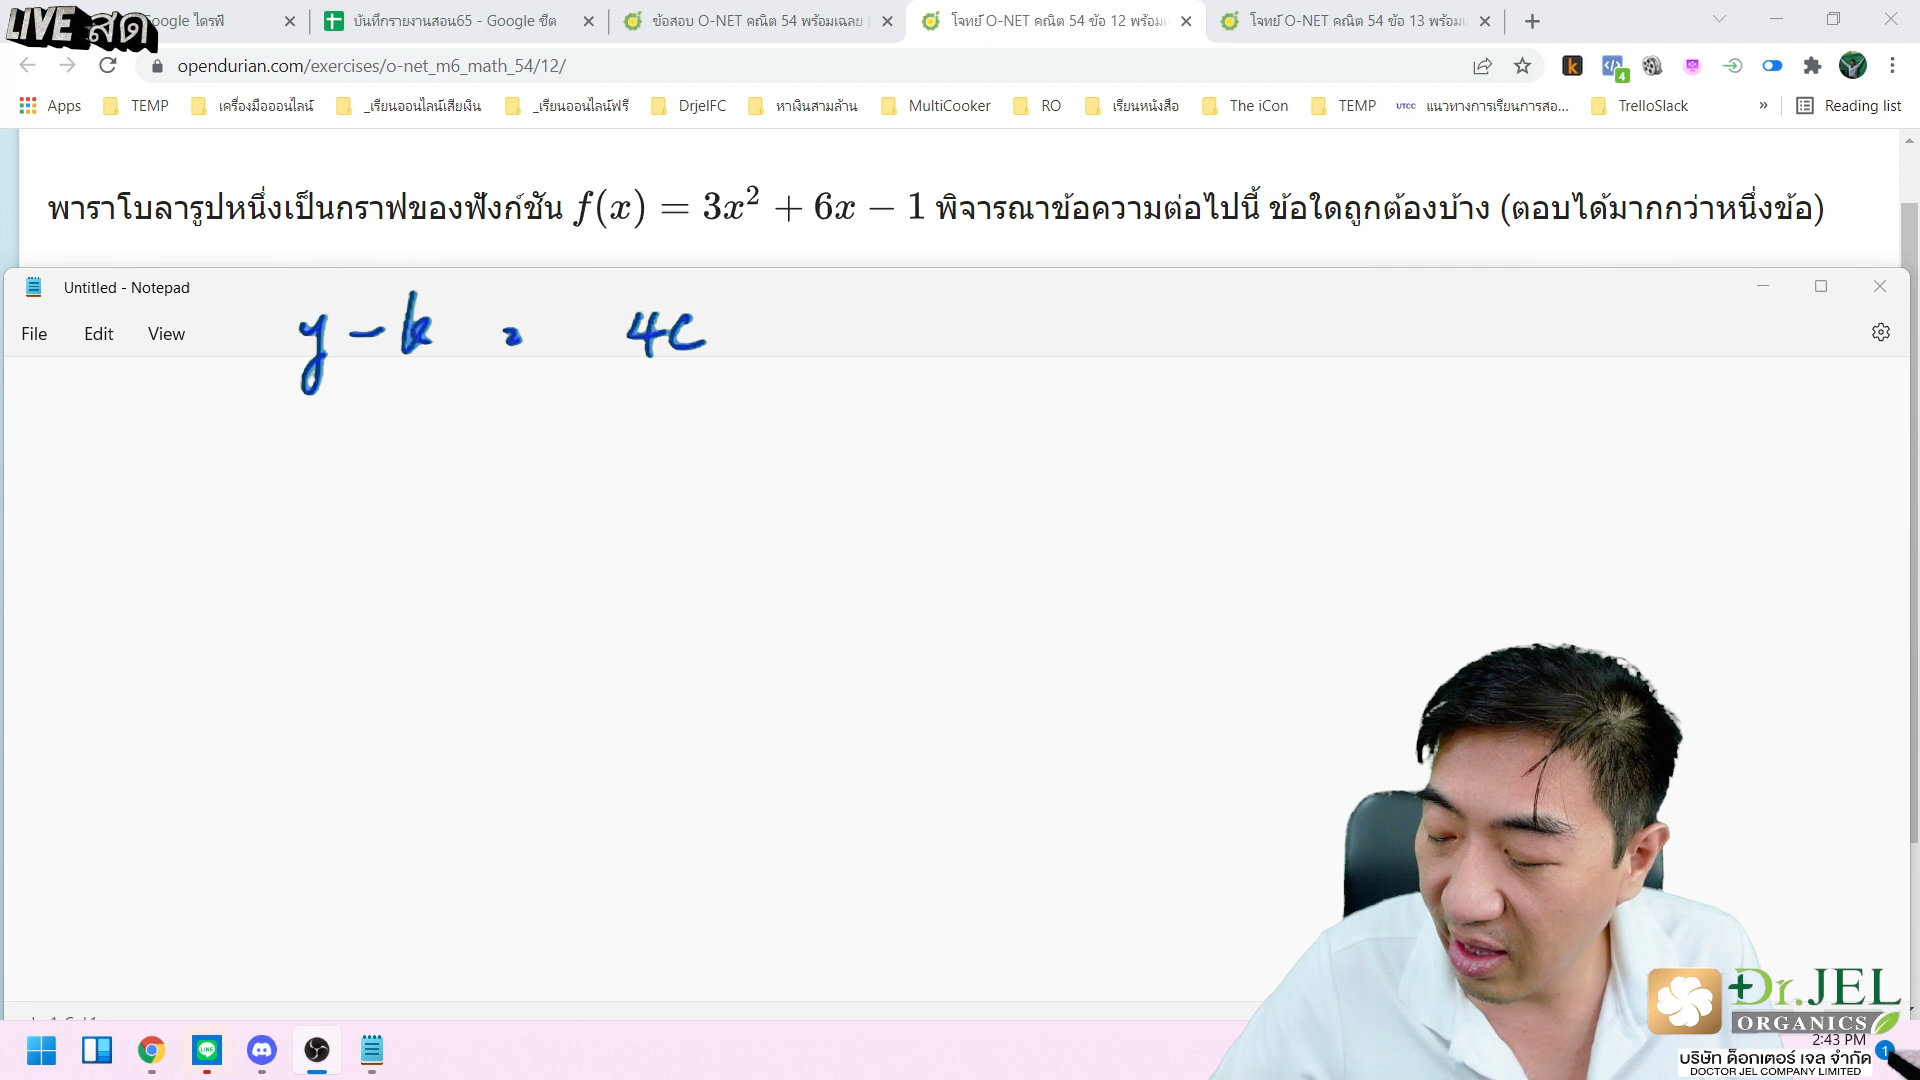 LIVE สด
Google ไดรฟ์
บันทึกรายงานสอน65 - Google ชีต
ข้อสอบ O-NET คณิต 54 พร้อมเฉลย |
โจทย์ O-NET คณิต 54 ข้อ 12 พร้อมเ
โจทย์ O-NET คณิต 54 ข้อ 13 พร้อมเ
opendurian.com/exercises/o-net_m6_math_54/12/
4
Apps
TEMP
เครื่องมือออนไลน์
_เรียนออนไลน์เสียเงิน
_เรียนออนไลน์ฟรี
DrjelFC
หาเงินสามล้าน
MultiCooker
RO
เรียนหนังสือ
The iCon
TEMP
UTCC แนวทางการเรียนการสอ...
TrelloSlack
»
Reading list
พาราโบลารูปหนึ่งเป็นกราฟของฟังก์ชัน f(x) = 3x² + 6x − 1 พิจารณาข้อความต่อไปนี้ ข้อใดถูกต้องบ้าง (ตอบได้มากกว่าหนึ่งข้อ)
Untitled - Notepad
File Edit View
y - k = 4c
Dr.JEL
ORGANICS
2:43 PM
1
บริษัท ด็อกเตอร์ เจล จำกัด
DOCTOR JEL COMPANY LIMITED